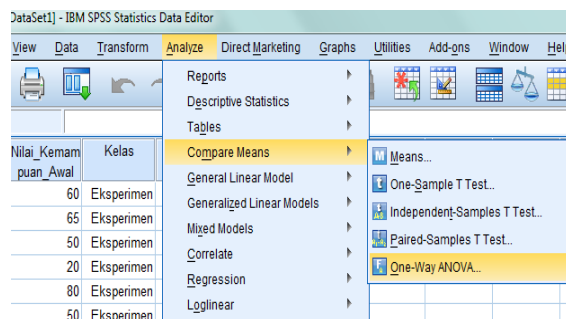 DataSet1] - IBM SPSS Statistics Data Editor
View Data Transform Analyze Direct Marketing Graphs Utilities Add-ons Window Hel
Reports
Descriptive Statistics
Tables
Compare Means
General Linear Model
Generalized Linear Models
Mixed Models
Correlate
Regression
Loglinear
Means...
One-Sample T Test...
Independent-Samples T Test...
Paired-Samples T Test...
One-Way ANOVA...
Nilai_Kemam
puan_Awal
Kelas
60 Eksperimen
65 Eksperimen
50 Eksperimen
20 Eksperimen
80 Eksperimen
50 Eksperimen